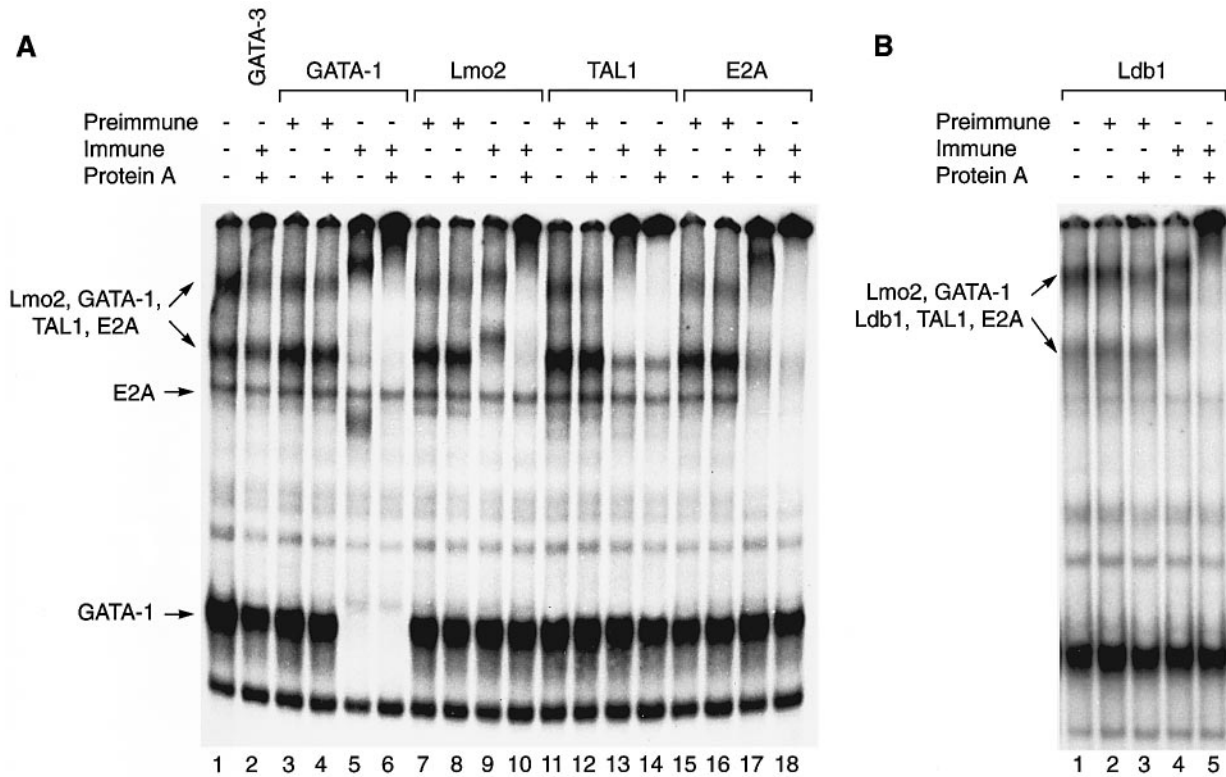 A
B
GATA-3
GATA-1
Lmo2
TAL1
E2A
Ldb1
Preimmune - - + + - - + + - - + + - - + + - -
Immune - + - - + + - - + + - - + + - - + +
Protein A - + - + - + - + - + - + - + - + - +
Preimmune - + + - -
Immune - - - + +
Protein A - - + - +
Lmo2, GATA-1,
TAL1, E2A
E2A
GATA-1
Lmo2, GATA-1
Ldb1, TAL1, E2A
1 2 3 4 5 6 7 8 9 10 11 12 13 14 15 16 17 18
1 2 3 4 5